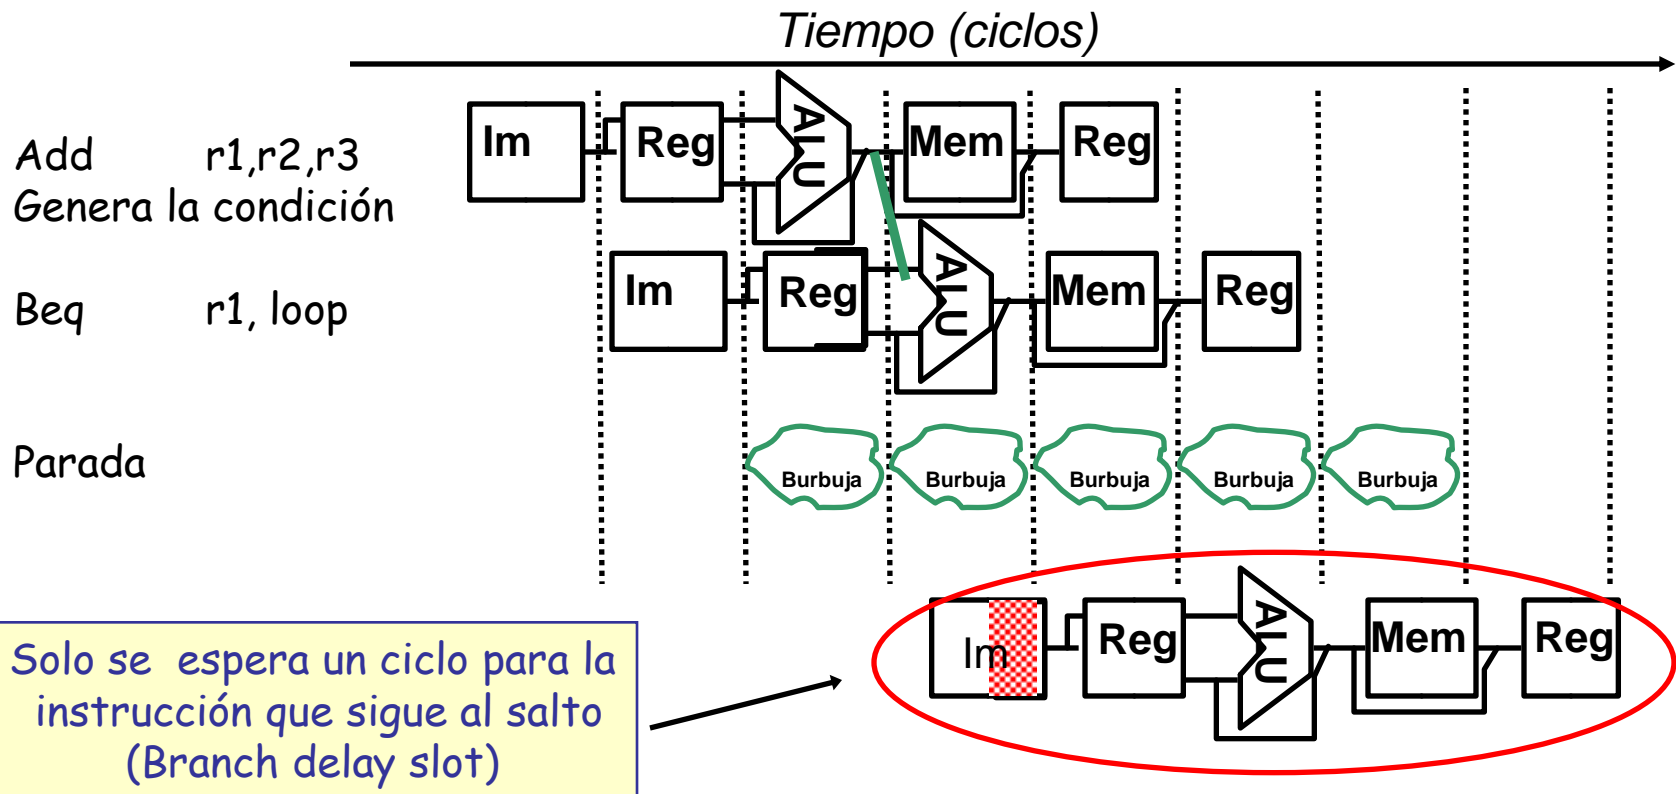 Tiempo (ciclos)
Add r1,r2,r3
Genera la condición
Im Reg ALU Mem Reg
Beq r1, loop
Im Reg ALU Mem Reg
Parada
Burbuja Burbuja Burbuja Burbuja Burbuja
Im Reg ALU Mem Reg
Solo se espera un ciclo para la
instrucción que sigue al salto
(Branch delay slot)